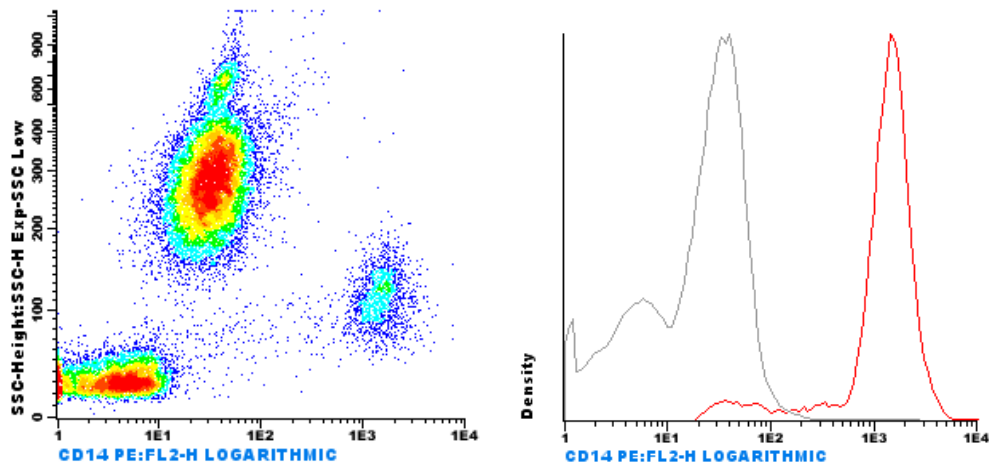 SSC-Height:SSC-H Exp-SSC Low
900
600
400
300
200
100
0
1 1E1 1E2 1E3 1E4
CD14 PE:FL2-H LOGARITHMIC
Density
1 1E1 1E2 1E3 1E4
CD14 PE:FL2-H LOGARITHMIC